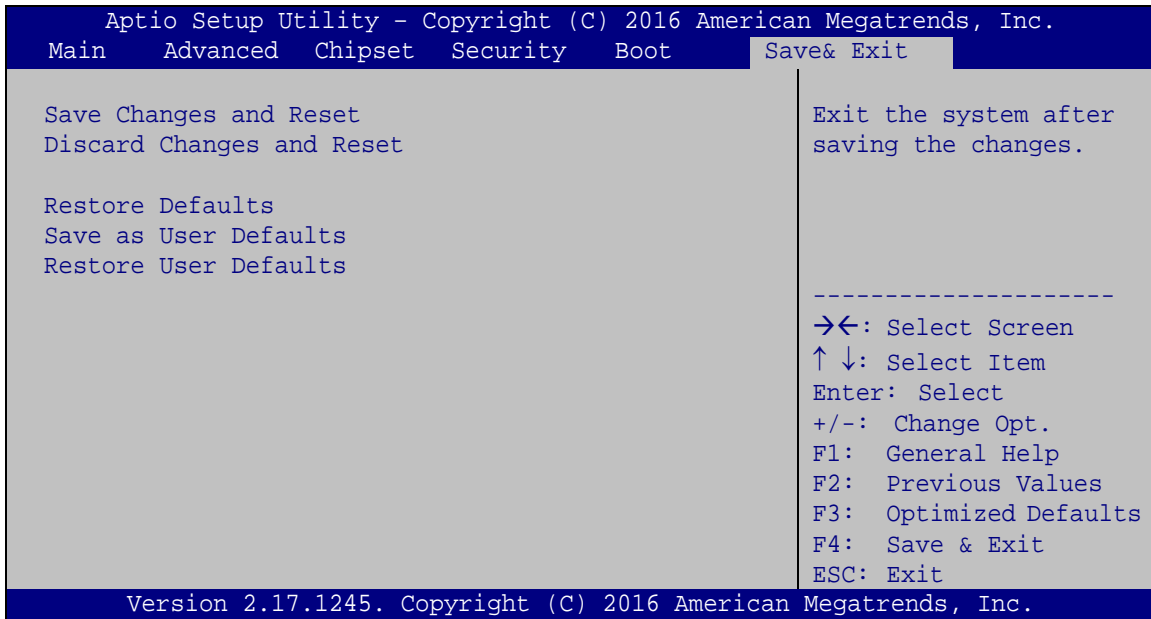 Aptio Setup Utility – Copyright (C) 2016 American Megatrends, Inc.
Main Advanced Chipset Security Boot Save& Exit
Save Changes and Reset
Discard Changes and Reset
Restore Defaults
Save as User Defaults
Restore User Defaults
Exit the system after
saving the changes.
---------------------
→←: Select Screen
↑ ↓: Select Item
Enter: Select
+/-: Change Opt.
F1: General Help
F2: Previous Values
F3: Optimized Defaults
F4: Save & Exit
ESC: Exit
Version 2.17.1245. Copyright (C) 2016 American Megatrends, Inc.